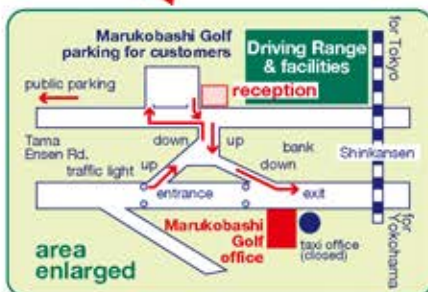 Marukobashi Golf
parking for customers
Driving Range
& facilities
for Tokyo
public parking
reception
Tama
Ensen Rd.
down
up
bank
Shinkansen
traffic light
up
down
entrance
exit
Marukobashi
Golf
office
taxi office
(closed)
for
Yokohama
area
enlarged